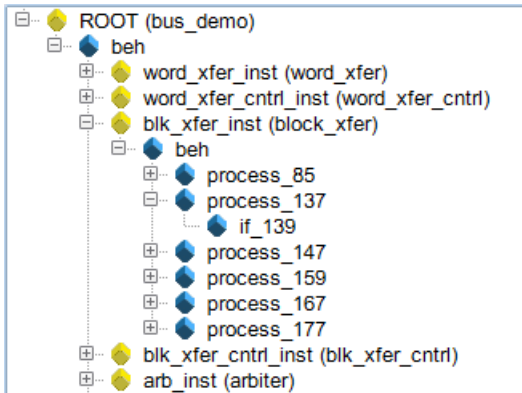 ROOT (bus_demo)
beh
word_xfer_inst (word_xfer)
word_xfer_cntrl_inst (word_xfer_cntrl)
blk_xfer_inst (block_xfer)
beh
process_85
process_137
if_139
process_147
process_159
process_167
process_177
blk_xfer_cntrl_inst (blk_xfer_cntrl)
arb_inst (arbiter)